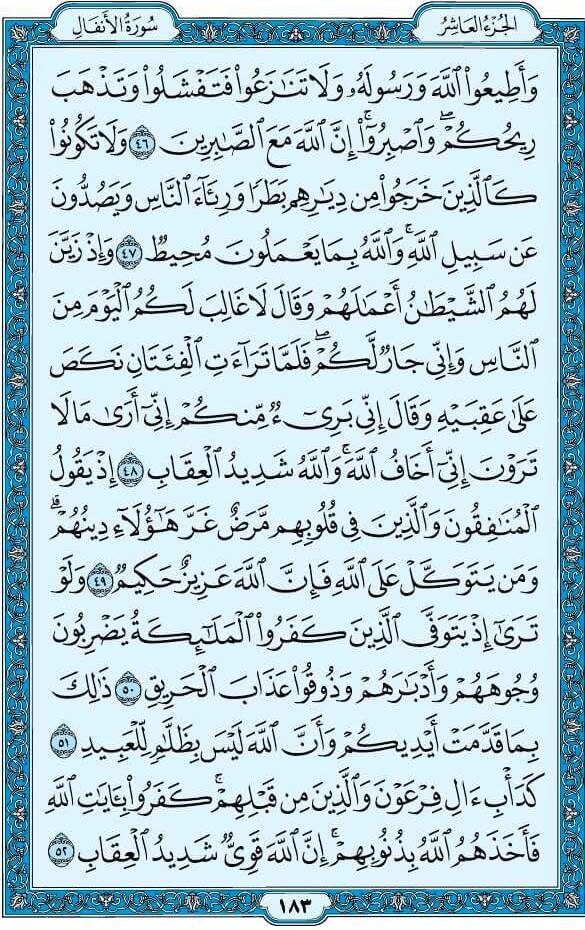 الجُزْءُ العَاشِرُ
سُورَةُ الأَنفَالِ
وَأَطِيعُوا۟ ٱللَّهَ وَرَسُولَهُۥ وَلَا تَنَٰزَعُوا۟ فَتَفْشَلُوا۟ وَتَذْهَبَ
رِيحُكُمْۖ وَٱصْبِرُوٓا۟ۚ إِنَّ ٱللَّهَ مَعَ ٱلصَّٰبِرِينَ ٤٦ وَلَا تَكُونُوا۟
كَٱلَّذِينَ خَرَجُوا۟ مِن دِيَٰرِهِم بَطَرًا وَرِئَآءَ ٱلنَّاسِ وَيَصُدُّونَ
عَن سَبِيلِ ٱللَّهِۚ وَٱللَّهُ بِمَا يَعْمَلُونَ مُحِيطٌ ٤٧ وَإِذْ زَيَّنَ
لَهُمُ ٱلشَّيْطَٰنُ أَعْمَٰلَهُمْ وَقَالَ لَا غَالِبَ لَكُمُ ٱلْيَوْمَ مِنَ
ٱلنَّاسِ وَإِنِّى جَارٌ لَّكُمْۖ فَلَمَّا تَرَآءَتِ ٱلْفِئَتَانِ نَكَصَ
عَلَىٰ عَقِبَيْهِ وَقَالَ إِنِّى بَرِىٓءٌ مِّنكُمْ إِنِّىٓ أَرَىٰ مَا لَا
تَرَوْنَ إِنِّىٓ أَخَافُ ٱللَّهَۚ وَٱللَّهُ شَدِيدُ ٱلْعِقَابِ ٤٨ إِذْ يَقُولُ
ٱلْمُنَٰفِقُونَ وَٱلَّذِينَ فِى قُلُوبِهِم مَّرَضٌ غَرَّ هَٰٓؤُلَآءِ دِينُهُمْۗ
وَمَن يَتَوَكَّلْ عَلَى ٱللَّهِ فَإِنَّ ٱللَّهَ عَزِيزٌ حَكِيمٌ ٤٩ وَلَوْ
تَرَىٰٓ إِذْ يَتَوَفَّى ٱلَّذِينَ كَفَرُوا۟ ٱلْمَلَٰٓئِكَةُ يَضْرِبُونَ
وُجُوهَهُمْ وَأَدْبَٰرَهُمْ وَذُوقُوا۟ عَذَابَ ٱلْحَرِيقِ ٥٠ ذَٰلِكَ
بِمَا قَدَّمَتْ أَيْدِيكُمْ وَأَنَّ ٱللَّهَ لَيْسَ بِظَلَّٰمٍ لِّلْعَبِيدِ ٥١
كَدَأْبِ ءَالِ فِرْعَوْنَ وَٱلَّذِينَ مِن قَبْلِهِمْۚ كَفَرُوا۟ بِـَٔايَٰتِ ٱللَّهِ
فَأَخَذَهُمُ ٱللَّهُ بِذُنُوبِهِمْۚ إِنَّ ٱللَّهَ قَوِىٌّ شَدِيدُ ٱلْعِقَابِ ٥٢
١٨٣